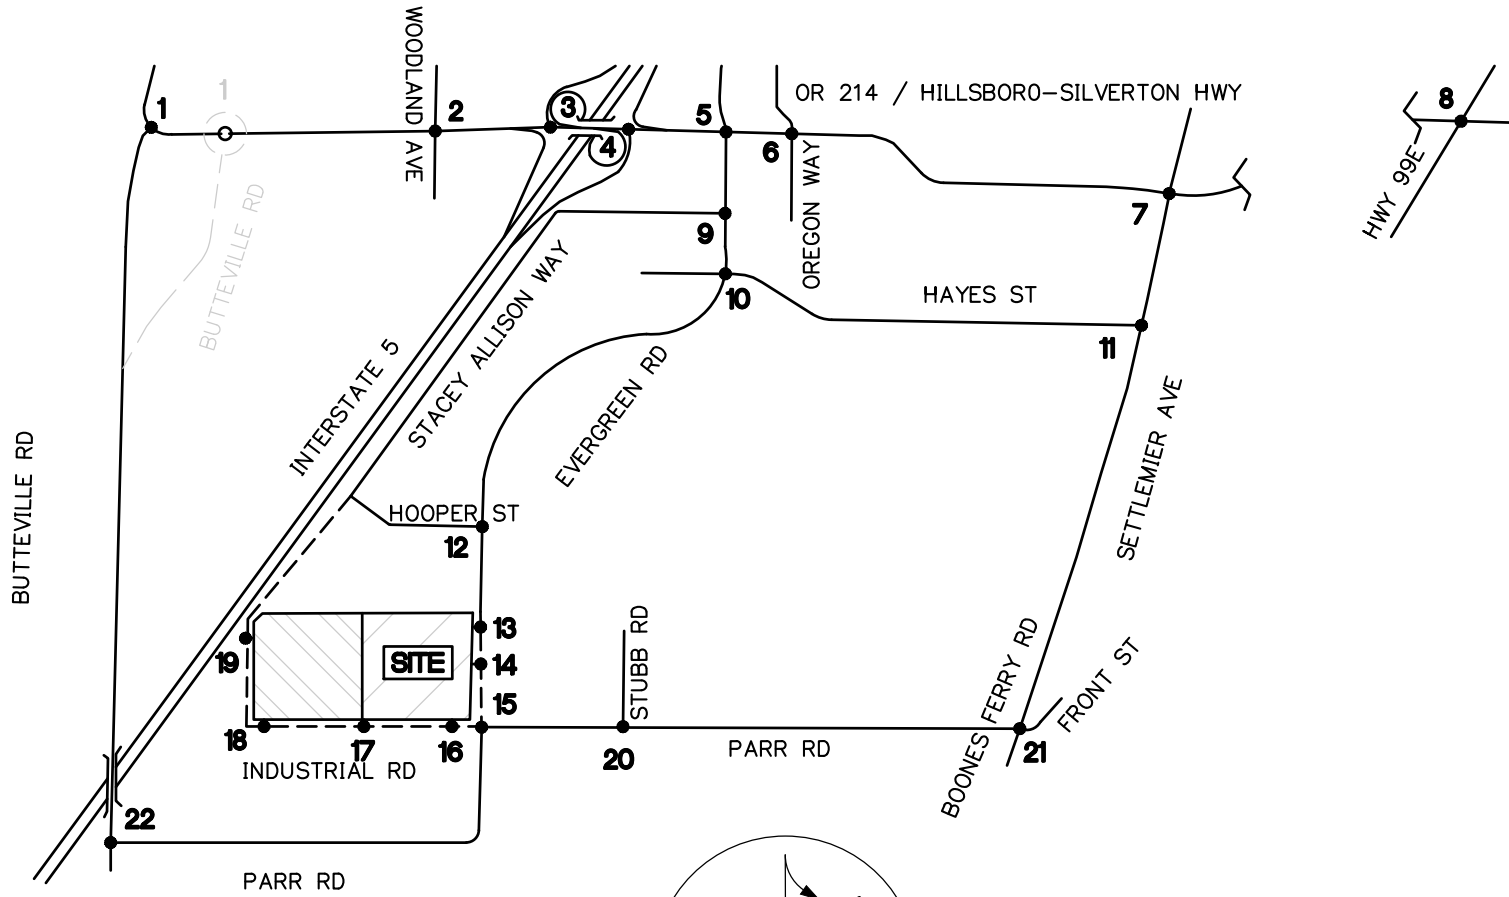 WOODLAND AVE
1
1
2
3
4
5
6
OR 214 / HILLSBORO-SILVERTON HWY
8
HWY 99E
7
9
OREGON WAY
BUTTEVILLE RD
10
HAYES ST
11
INTERSTATE 5
STACEY ALLISON WAY
EVERGREEN RD
SETTLEMIER AVE
BUTTEVILLE RD
HOOPER ST
12
13
14
15
SITE
19
18
17
16
INDUSTRIAL RD
STUBB RD
20
PARR RD
BOONES FERRY RD
FRONT ST
21
22
PARR RD